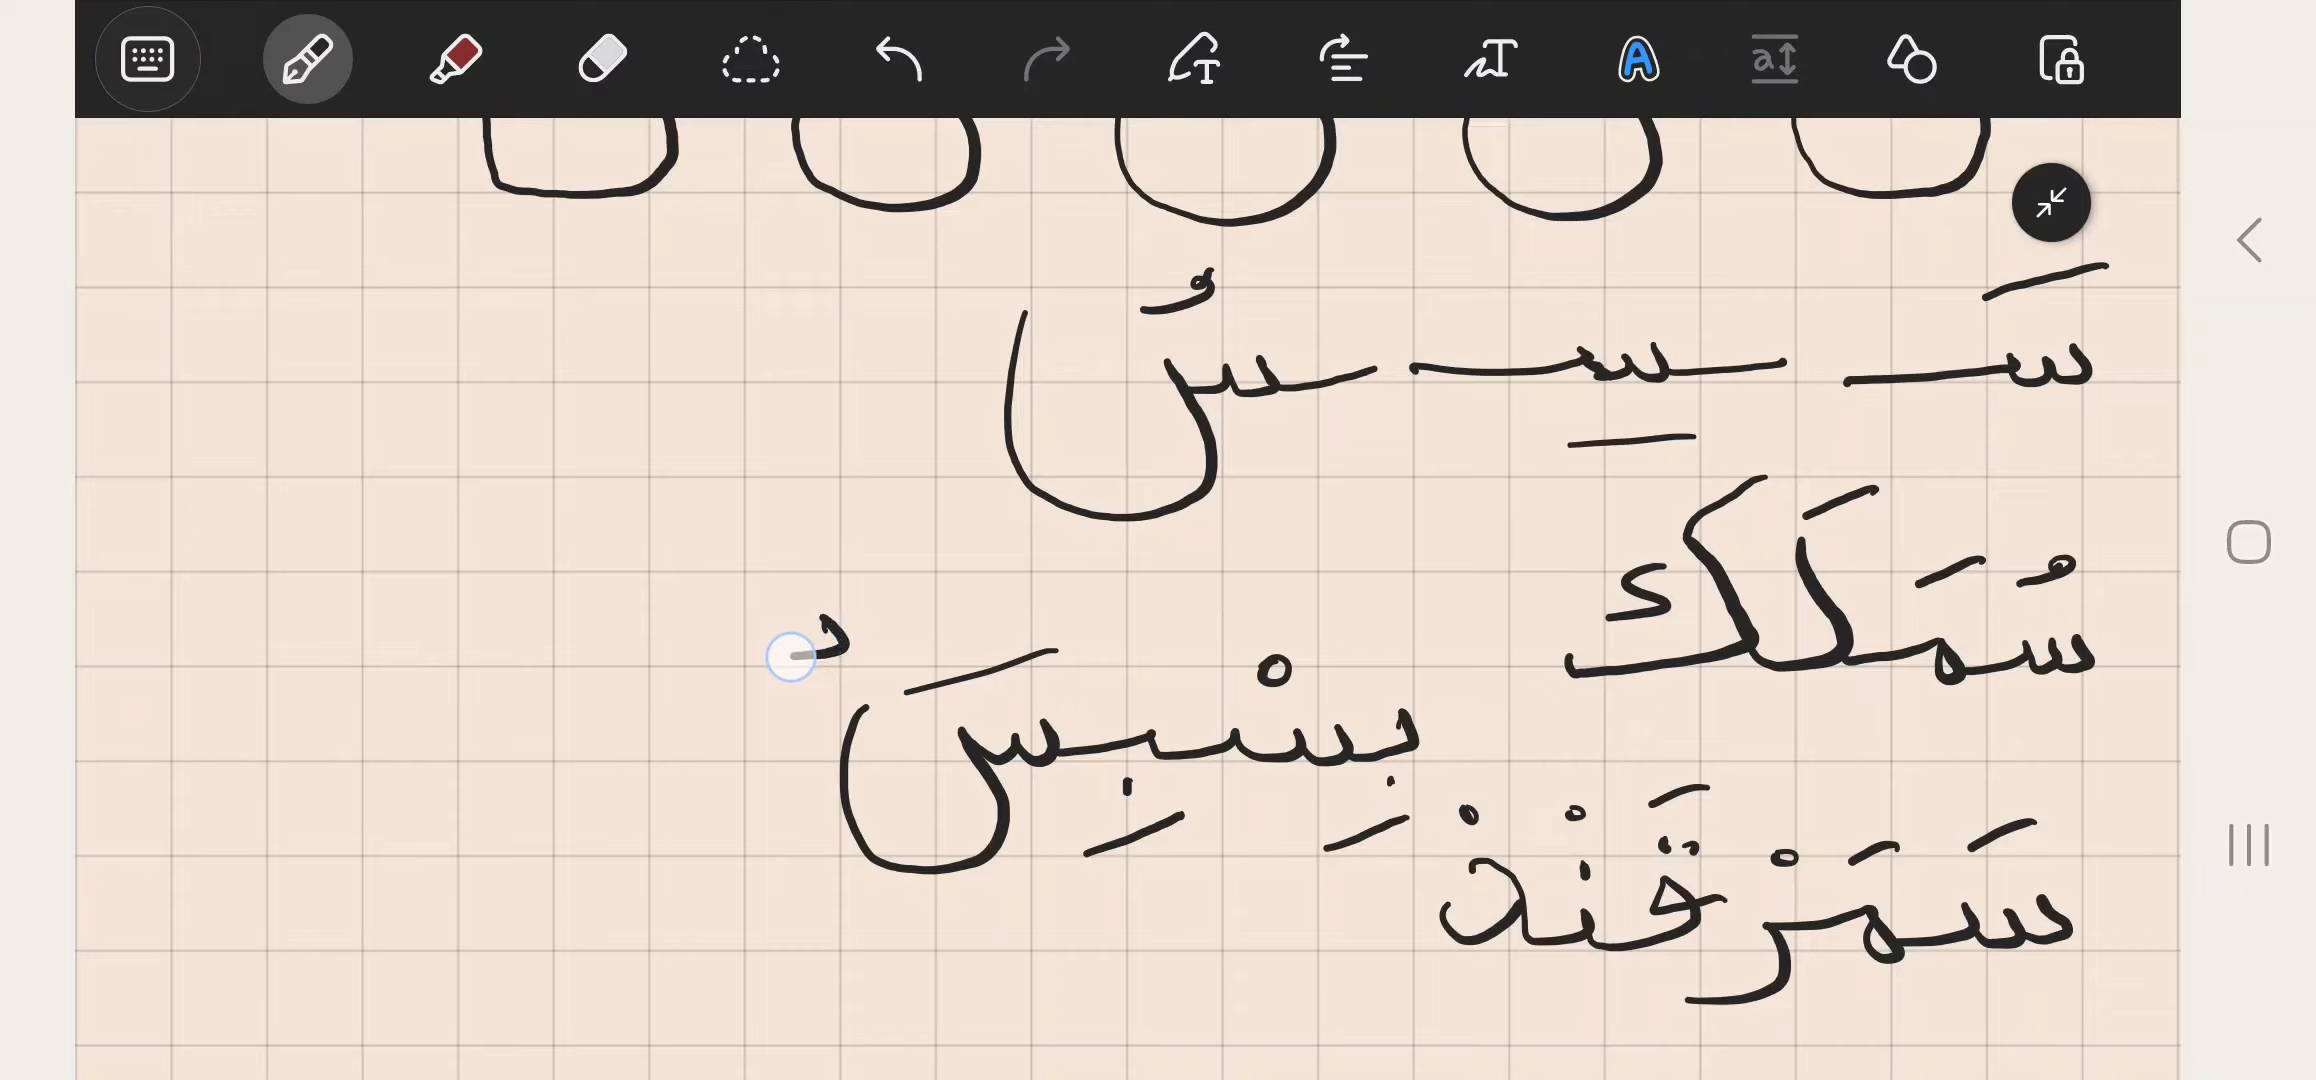 سَـ ـسِـ ـسُ
سُمَلَك
بِسْبِسَ د
سَمَرْقَنْدْ